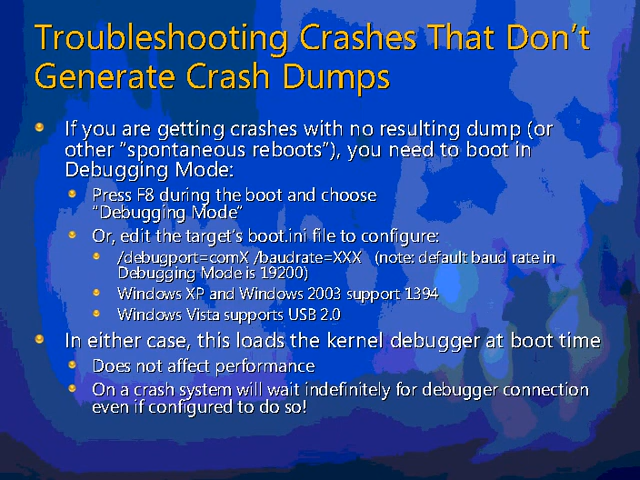 Troubleshooting Crashes That Don't
Generate Crash Dumps
If you are getting crashes with no resulting dump (or
other "spontaneous reboots"), you need to boot in
Debugging Mode:
Press F8 during the boot and choose
"Debugging Mode"
Or, edit the target's boot.ini file to configure:
/debugport=comX /baudrate=XXX (note: default baud rate in
Debugging Mode is 19200)
Windows XP and Windows 2003 support 1394
Windows Vista supports USB 2.0
In either case, this loads the kernel debugger at boot time
Does not affect performance
On a crash system will wait indefinitely for debugger connection
even if configured to do so!